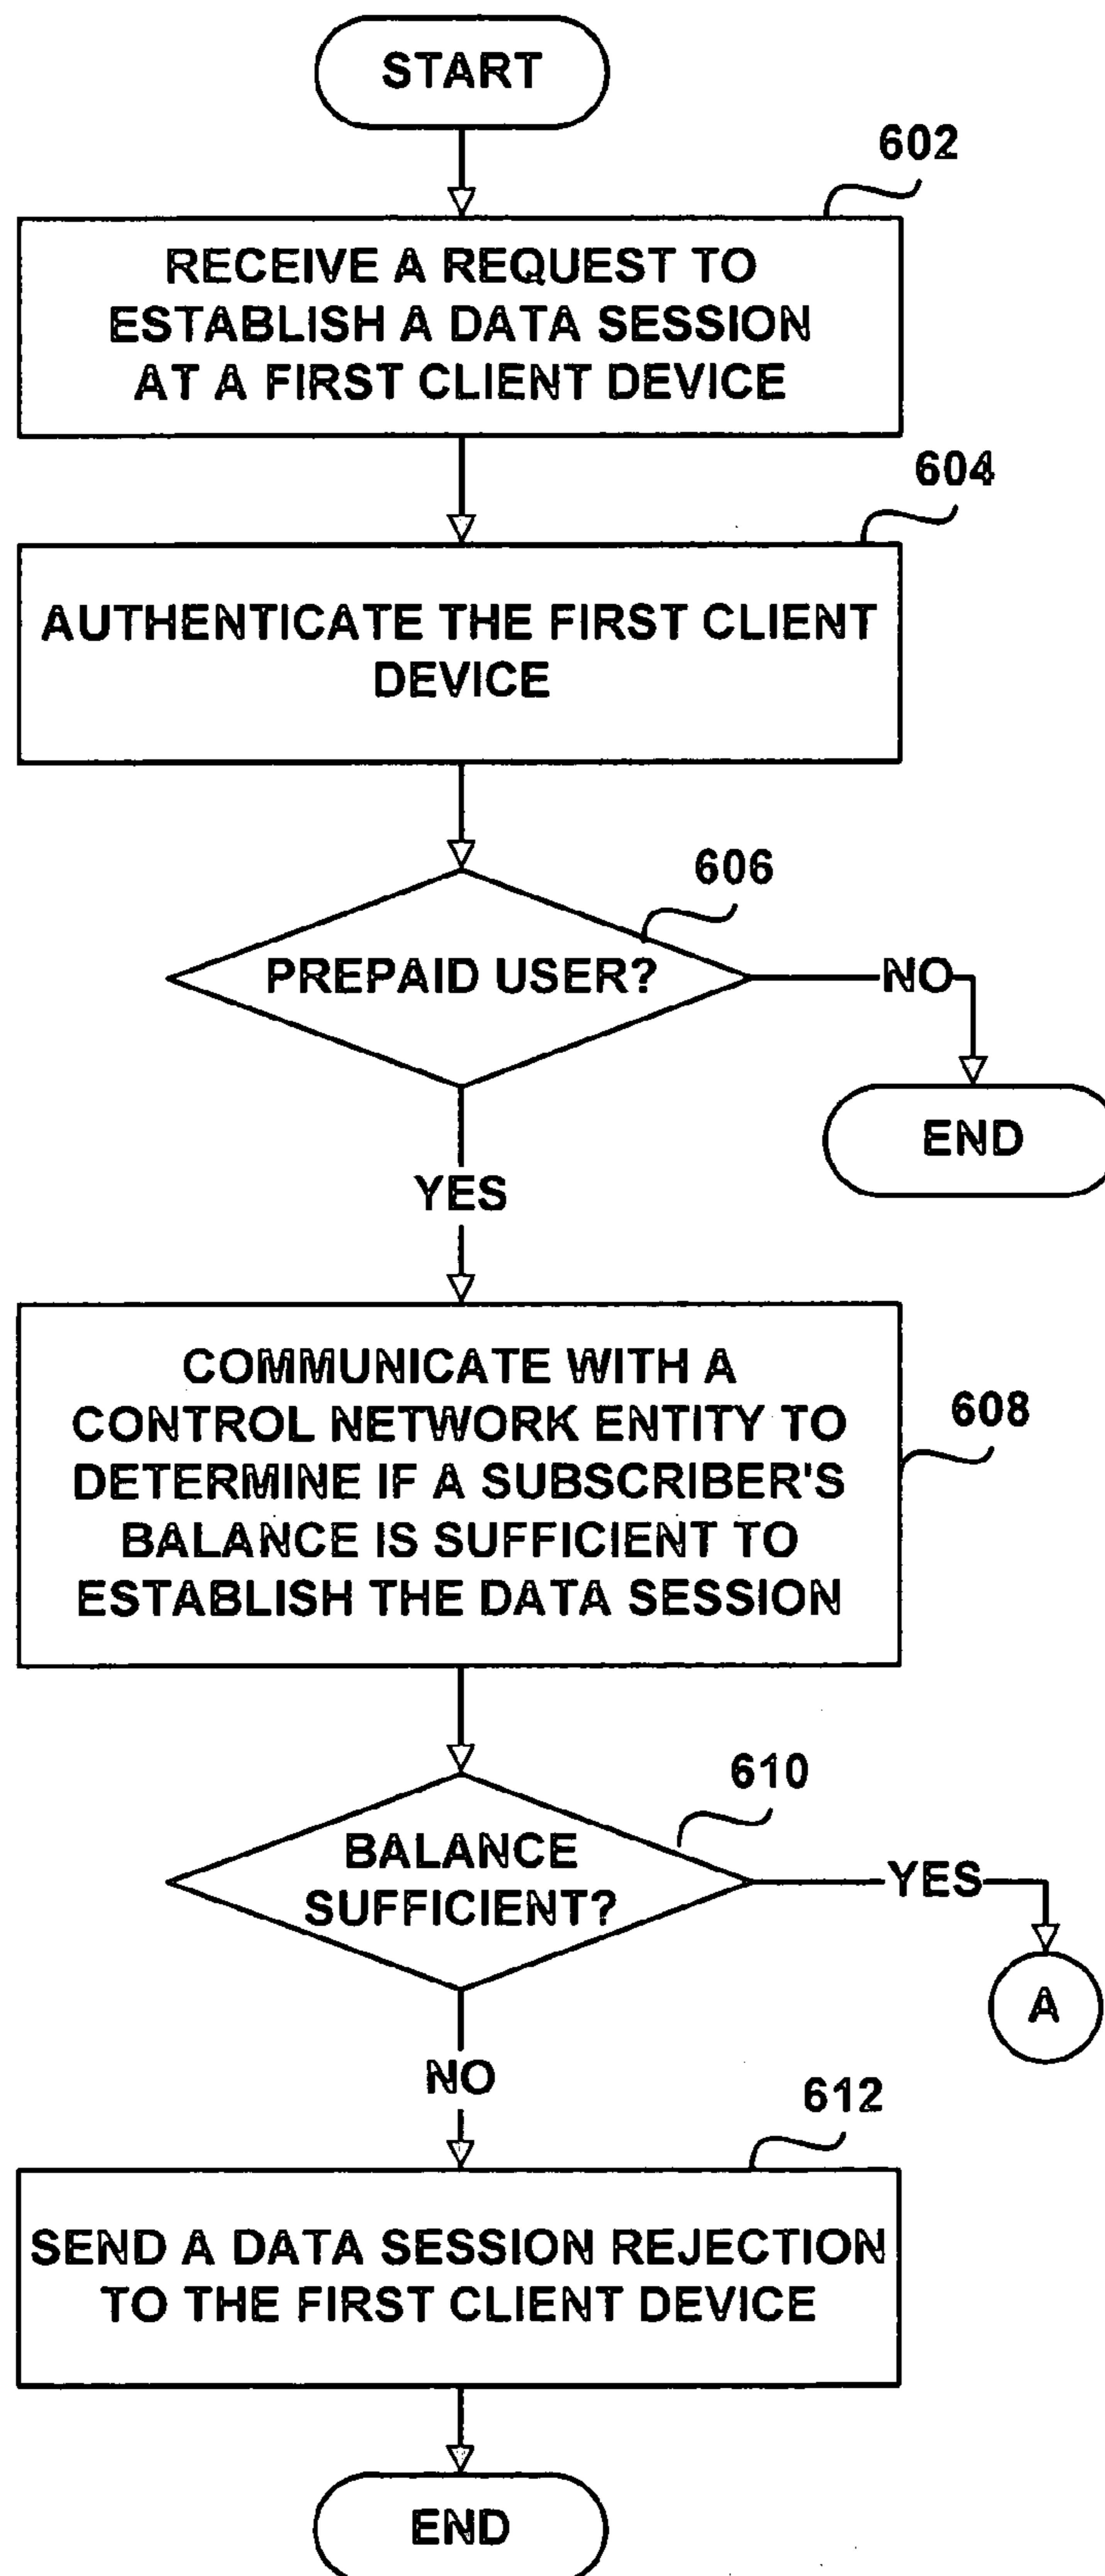 START
602
RECEIVE A REQUEST TO
ESTABLISH A DATA SESSION
AT A FIRST CLIENT DEVICE
604
AUTHENTICATE THE FIRST CLIENT
DEVICE
606
PREPAID USER?
NO
END
YES
COMMUNICATE WITH A
CONTROL NETWORK ENTITY TO
DETERMINE IF A SUBSCRIBER'S
BALANCE IS SUFFICIENT TO
ESTABLISH THE DATA SESSION
608
610
BALANCE
SUFFICIENT?
YES
A
NO
612
SEND A DATA SESSION REJECTION
TO THE FIRST CLIENT DEVICE
END